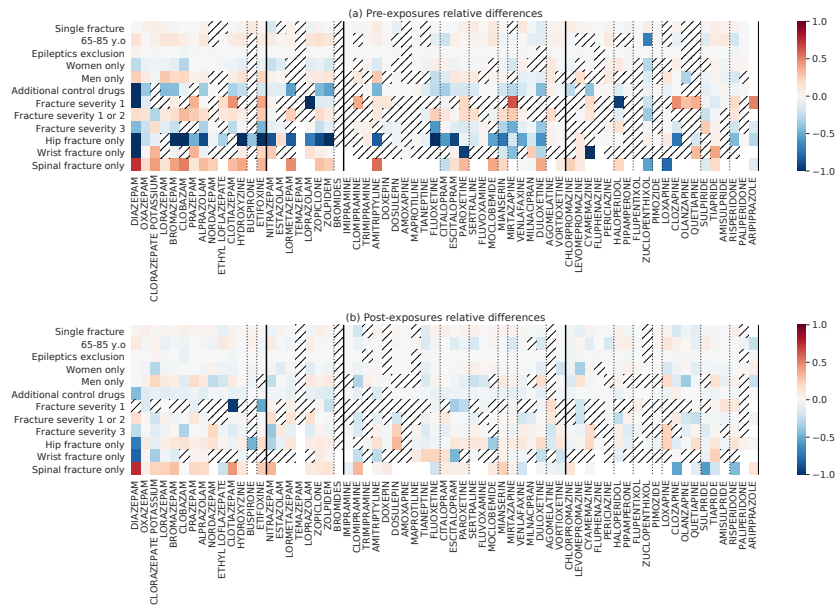 (a) Pre-exposures relative differences
Single fracture
65-85 y.o
Epileptics exclusion
Women only
Men only
Additional control drugs
Fracture severity 1
Fracture severity 1 or 2
Fracture severity 3
Hip fracture only
Wrist fracture only
Spinal fracture only
1.0
0.5
0.0
−0.5
−1.0
DIAZEPAM
OXAZEPAM
CLORAZEPATE POTASSIUM
LORAZEPAM
BROMAZEPAM
CLOBAZAM
PRAZEPAM
ALPRAZOLAM
NORDAZEPAM
ETHYL LOFLAZEPATE
CLOTIAZEPAM
HYDROXYZINE
BUSPIRONE
ETIFOXINE
NITRAZEPAM
ESTAZOLAM
LORMETAZEPAM
TEMAZEPAM
LOPRAZOLAM
ZOPICLONE
ZOLPIDEM
BROMIDES
IMIPRAMINE
CLOMIPRAMINE
TRIMIPRAMINE
AMITRIPTYLINE
DOXEPIN
DOSULEPIN
AMOXAPINE
MAPROTILINE
TIANEPTINE
FLUOXETINE
CITALOPRAM
ESCITALOPRAM
PAROXETINE
SERTRALINE
FLUVOXAMINE
MOCLOBEMIDE
MIANSERIN
MIRTAZAPINE
VENLAFAXINE
MILNACIPRAN
DULOXETINE
AGOMELATINE
VORTIOXETINE
CHLORPROMAZINE
LEVOMEPROMAZINE
CYAMEMAZINE
FLUPHENAZINE
PERICIAZINE
HALOPERIDOL
PIPAMPERONE
FLUPENTIXOL
ZUCLOPENTHIXOL
PIMOZIDE
LOXAPINE
CLOZAPINE
OLANZAPINE
QUETIAPINE
SULPIRIDE
TIAPRIDE
AMISULPRIDE
RISPERIDONE
PALIPERIDONE
ARIPIPRAZOLE
(b) Post-exposures relative differences
Single fracture
65-85 y.o
Epileptics exclusion
Women only
Men only
Additional control drugs
Fracture severity 1
Fracture severity 1 or 2
Fracture severity 3
Hip fracture only
Wrist fracture only
Spinal fracture only
1.0
0.5
0.0
−0.5
−1.0
DIAZEPAM
OXAZEPAM
CLORAZEPATE POTASSIUM
LORAZEPAM
BROMAZEPAM
CLOBAZAM
PRAZEPAM
ALPRAZOLAM
NORDAZEPAM
ETHYL LOFLAZEPATE
CLOTIAZEPAM
HYDROXYZINE
BUSPIRONE
ETIFOXINE
NITRAZEPAM
ESTAZOLAM
LORMETAZEPAM
TEMAZEPAM
LOPRAZOLAM
ZOPICLONE
ZOLPIDEM
BROMIDES
IMIPRAMINE
CLOMIPRAMINE
TRIMIPRAMINE
AMITRIPTYLINE
DOXEPIN
DOSULEPIN
AMOXAPINE
MAPROTILINE
TIANEPTINE
FLUOXETINE
CITALOPRAM
ESCITALOPRAM
PAROXETINE
SERTRALINE
FLUVOXAMINE
MOCLOBEMIDE
MIANSERIN
MIRTAZAPINE
VENLAFAXINE
MILNACIPRAN
DULOXETINE
AGOMELATINE
VORTIOXETINE
CHLORPROMAZINE
LEVOMEPROMAZINE
CYAMEMAZINE
FLUPHENAZINE
PERICIAZINE
HALOPERIDOL
PIPAMPERONE
FLUPENTIXOL
ZUCLOPENTHIXOL
PIMOZIDE
LOXAPINE
CLOZAPINE
OLANZAPINE
QUETIAPINE
SULPIRIDE
TIAPRIDE
AMISULPRIDE
RISPERIDONE
PALIPERIDONE
ARIPIPRAZOLE